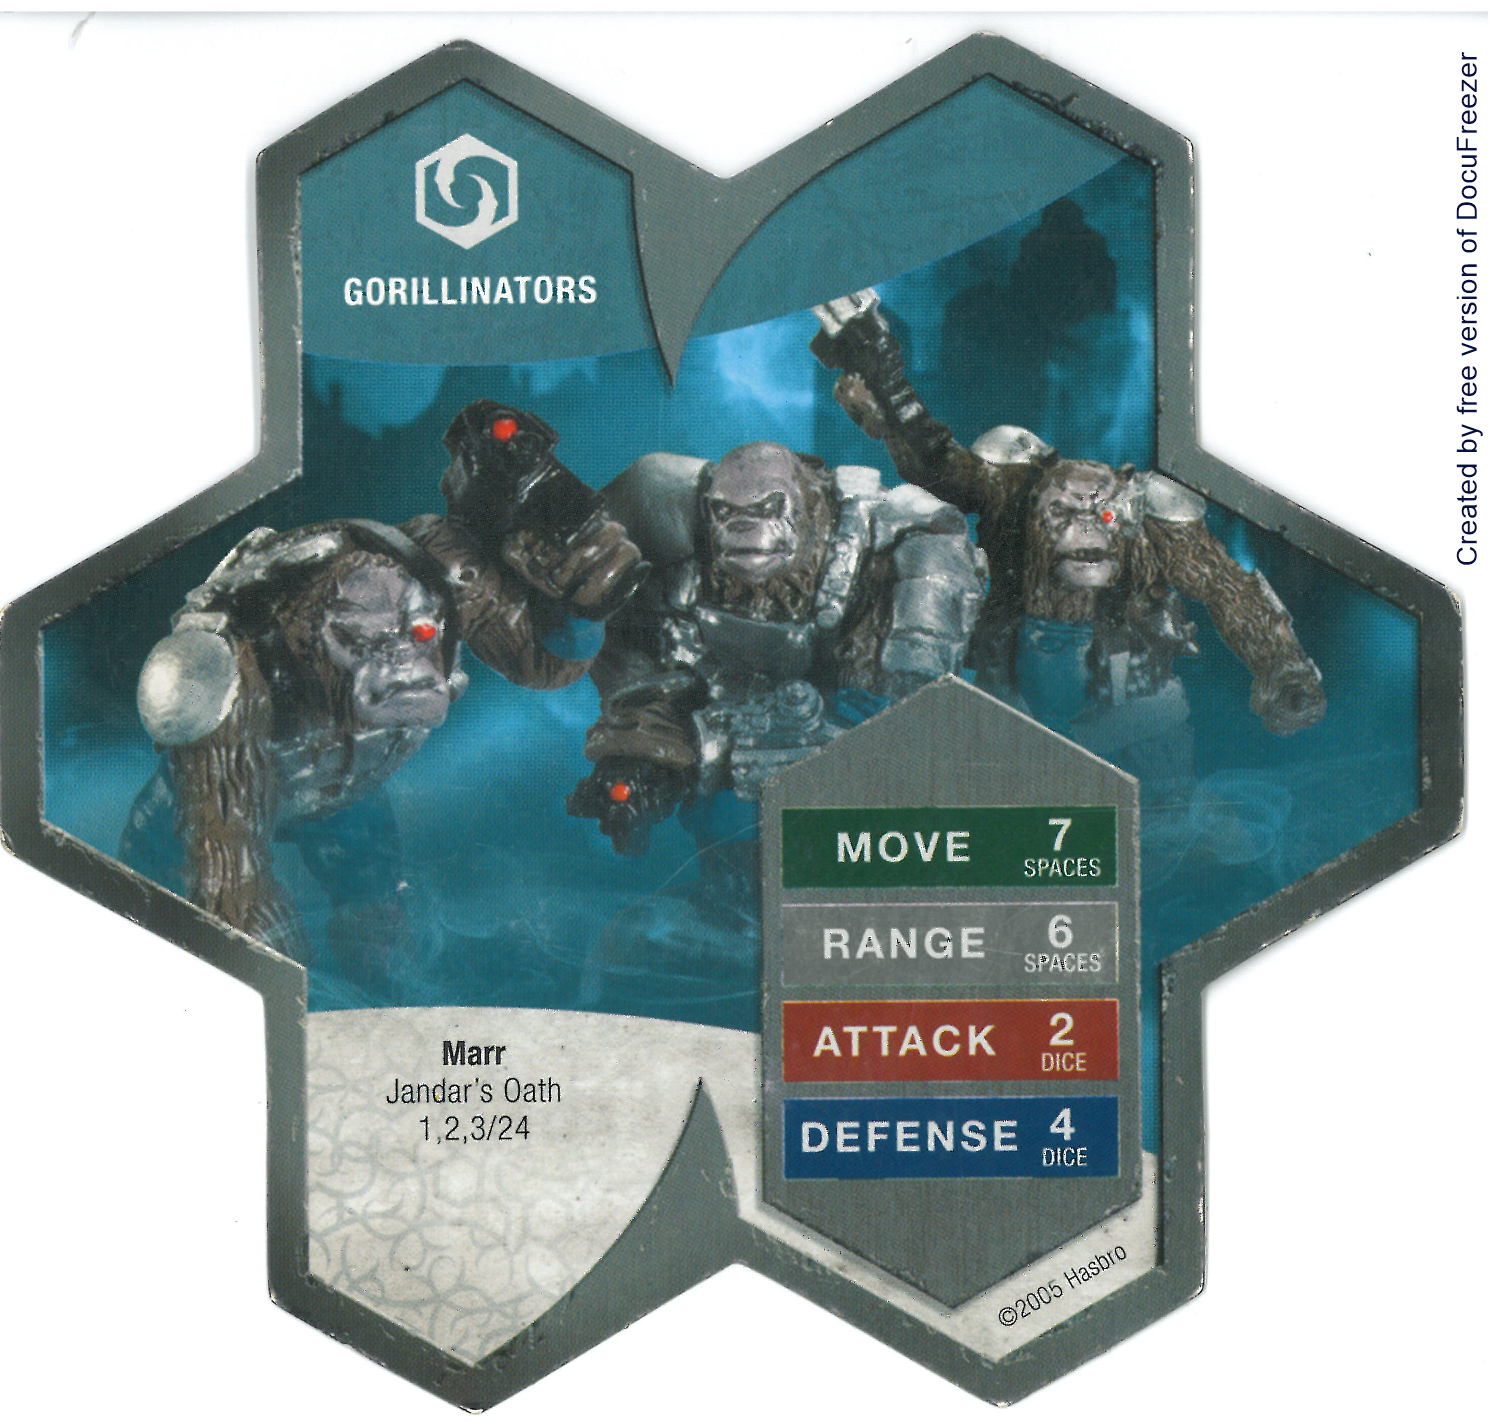 GORILLINATORS
MOVE 7
SPACES
RANGE 6
SPACES
ATTACK 2
DICE
DEFENSE 4
DICE
Marr
Jandar's Oath
1,2,3/24
©2005 Hasbro
Created by free version of DocuFreezer